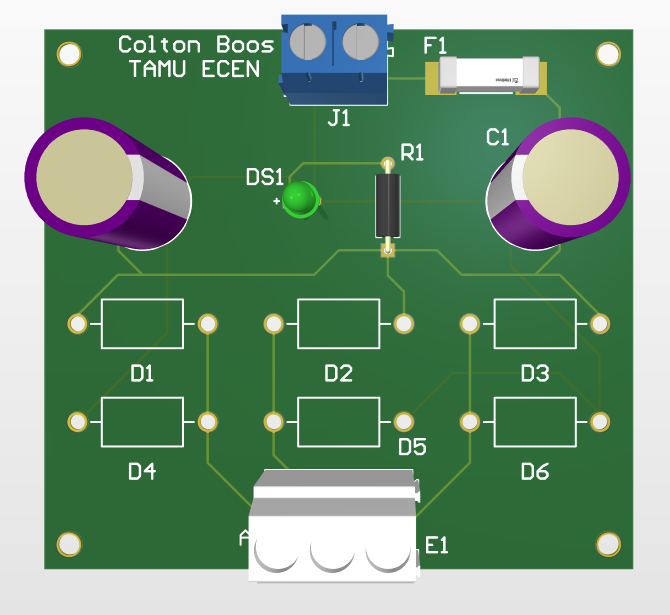 Colton Boos
TAMU ECEN
F1
J1
C1
R1
DS1
+
D1
D2
D3
D4
D5
D6
A
E1